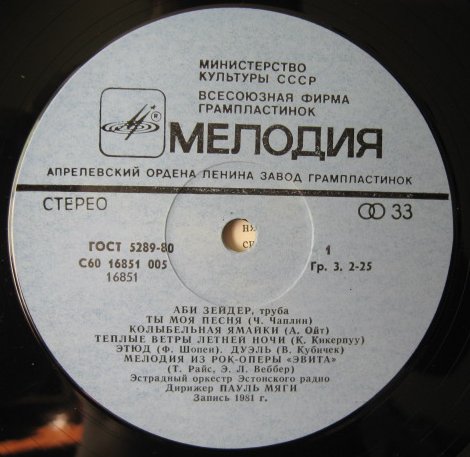 МИНИСТЕРСТВО
КУЛЬТУРЫ СССР
ВСЕСОЮЗНАЯ ФИРМА
ГРАМПЛАСТИНОК
®
МЕЛОДИЯ
АПРЕЛЕВСКИЙ ОРДЕНА ЛЕНИНА ЗАВОД ГРАМПЛАСТИНОК
СТЕРЕО 33
ГОСТ 5289-80 1
С60 16851 005 Гр. 3. 2-25
16851
АБИ ЗЕЙДЕР, труба
ТЫ МОЯ ПЕСНЯ (Ч. Чаплин)
КОЛЫБЕЛЬНАЯ ЯМАЙКИ (А. Ойт)
ТЕПЛЫЕ ВЕТРЫ ЛЕТНЕЙ НОЧИ (К. Кикерпуу)
ЭТЮД (Ф. Шопен). ДУЭЛЬ (В. Кубичек)
МЕЛОДИЯ ИЗ РОК-ОПЕРЫ «ЭВИТА»
(Т. Райс, Э. Л. Веббер)
Эстрадный оркестр Эстонского радио
Дирижер ПАУЛЬ МЯГИ
Запись 1981 г.